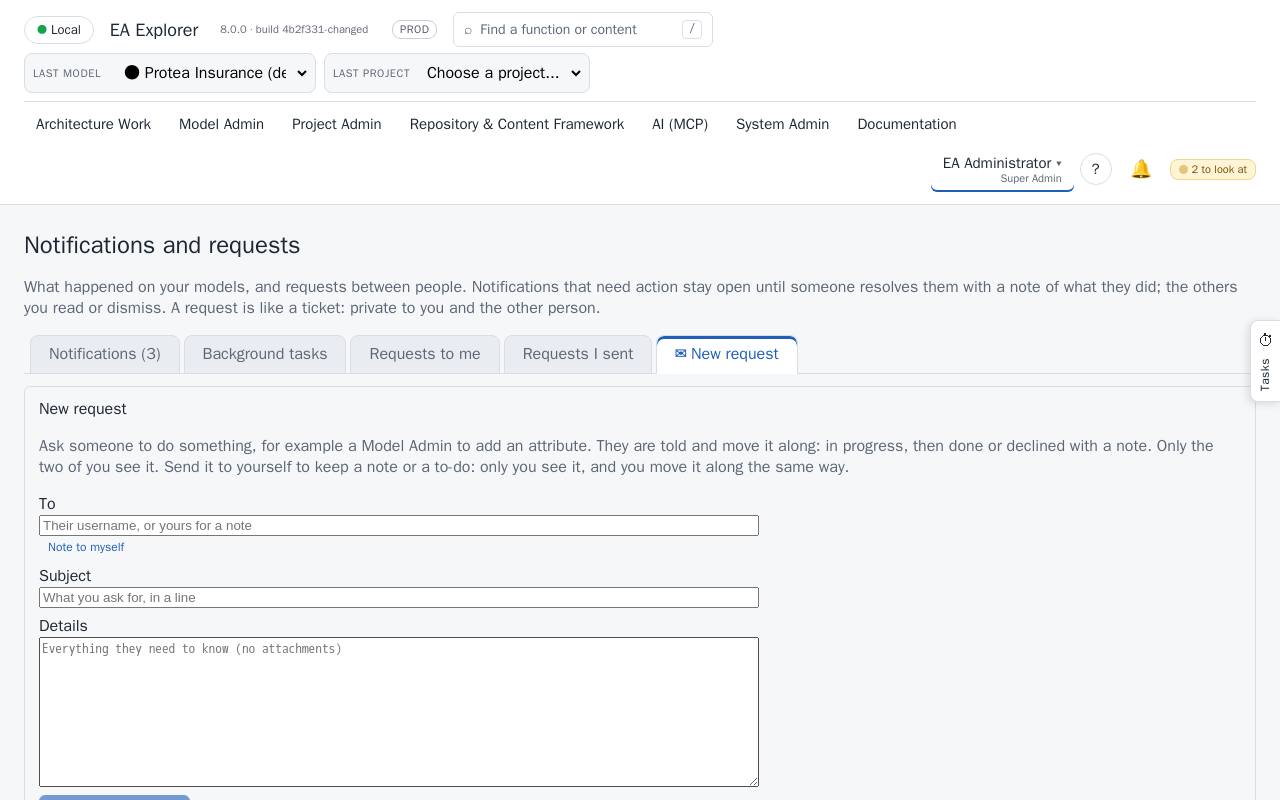 Local
EA Explorer
8.0.0 · build 4b2f331-changed
PROD
Find a function or content
/
LAST MODEL
Protea Insurance (de
LAST PROJECT
Choose a project...
Architecture Work
Model Admin
Project Admin
Repository & Content Framework
AI (MCP)
System Admin
Documentation
EA Administrator ▾
Super Admin
?
2 to look at
Notifications and requests
What happened on your models, and requests between people. Notifications that need action stay open until someone resolves them with a note of what they did; the others
you read or dismiss. A request is like a ticket: private to you and the other person.
Notifications (3)
Background tasks
Requests to me
Requests I sent
✉ New request
Tasks
New request
Ask someone to do something, for example a Model Admin to add an attribute. They are told and move it along: in progress, then done or declined with a note. Only the
two of you see it. Send it to yourself to keep a note or a to-do: only you see it, and you move it along the same way.
To
Their username, or yours for a note
Note to myself
Subject
What you ask for, in a line
Details
Everything they need to know (no attachments)